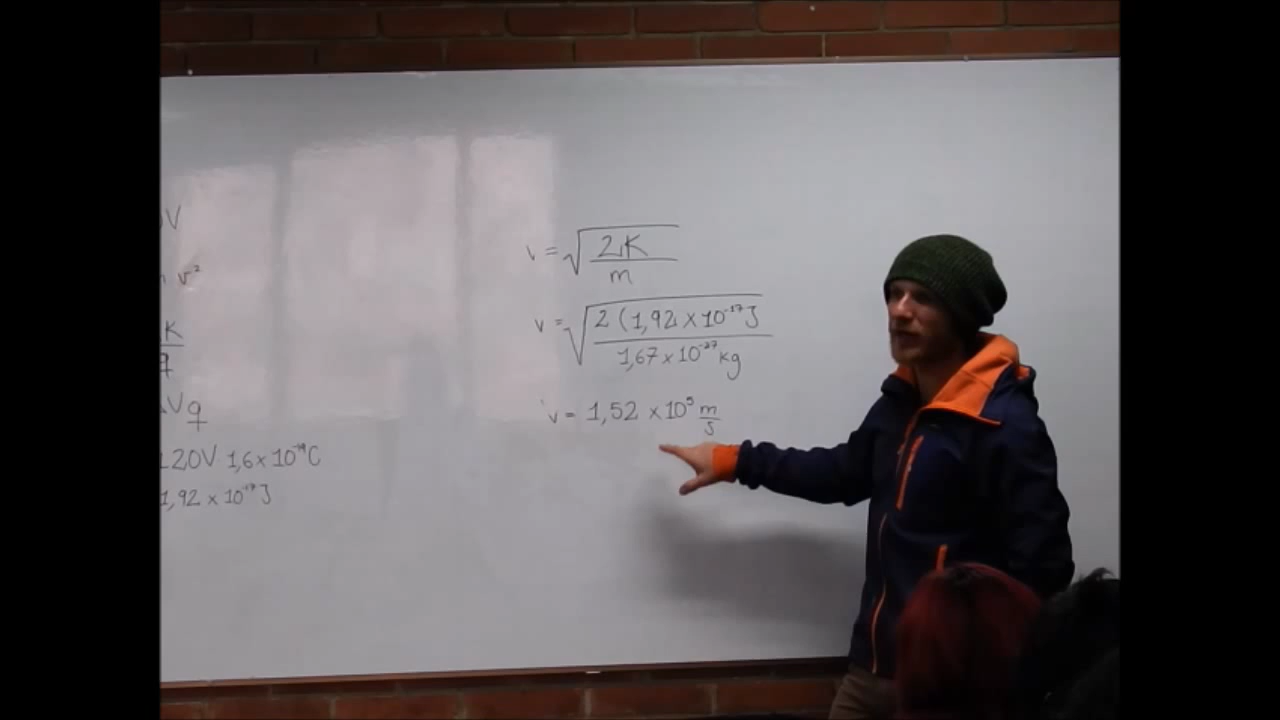 V
v²
K
q
ΔVq
120V · 1,6 x 10⁻¹⁹C
1,92 x 10⁻¹⁷J
v = √(2K / m)
v = √(2 (1,92 x 10⁻¹⁷J / 1,67 x 10⁻²⁷kg)
v = 1,52 x 10⁵ m/s